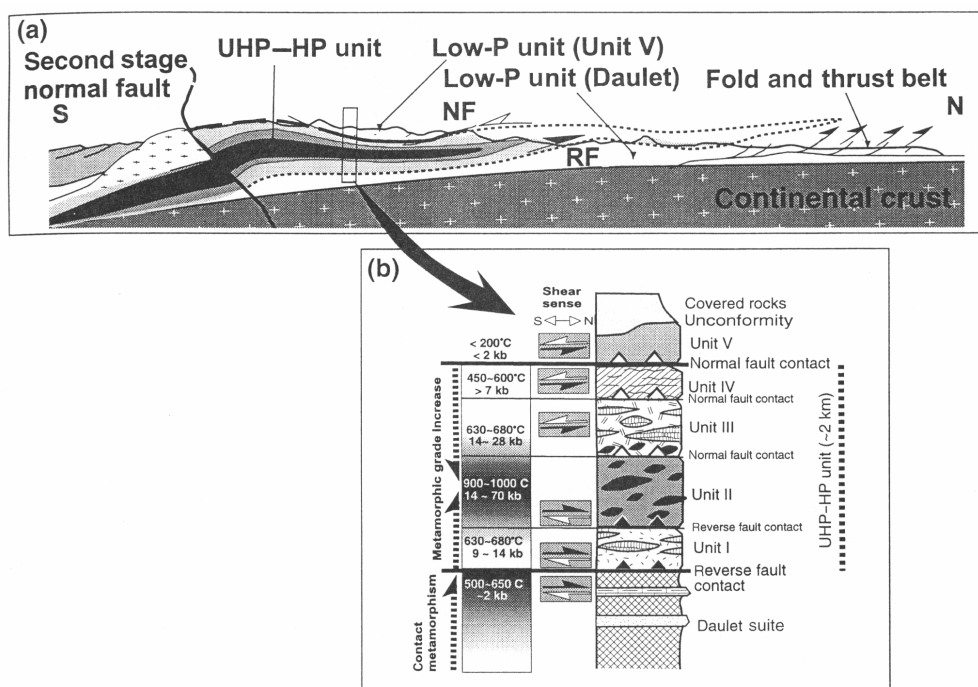 (a)
Second stage
normal fault
S
UHP–HP unit
Low-P unit (Unit V)
Low-P unit (Daulet)
NF
RF
Fold and thrust belt
N
Continental crust
(b)
Shear
sense
S N
Covered rocks
Unconformity
< 200°C
< 2 kb
Unit V
Normal fault contact
450~600°C
> 7 kb
Unit IV
Normal fault contact
630~680°C
14~ 28 kb
Unit III
Normal fault contact
900~1000 C
14 ~ 70 kb
Unit II
Reverse fault contact
630~680°C
9 ~ 14 kb
Unit I
Reverse fault
contact
500~650 C
~2 kb
Daulet suite
Metamorphic grade increase
Contact
metamorphism
UHP–HP unit (~2 km)